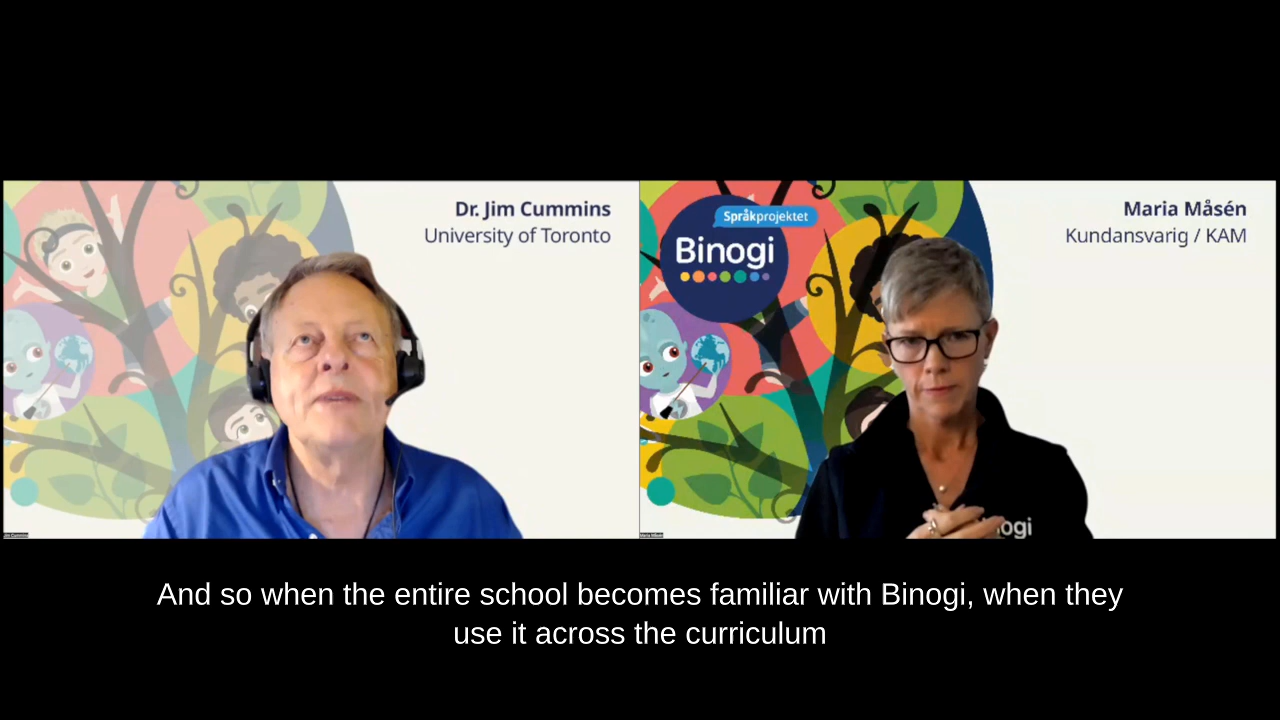 Dr. Jim Cummins
University of Toronto
Språkprojektet
Binogi
Maria Måsén
Kundansvarig / KAM
And so when the entire school becomes familiar with Binogi, when they
use it across the curriculum